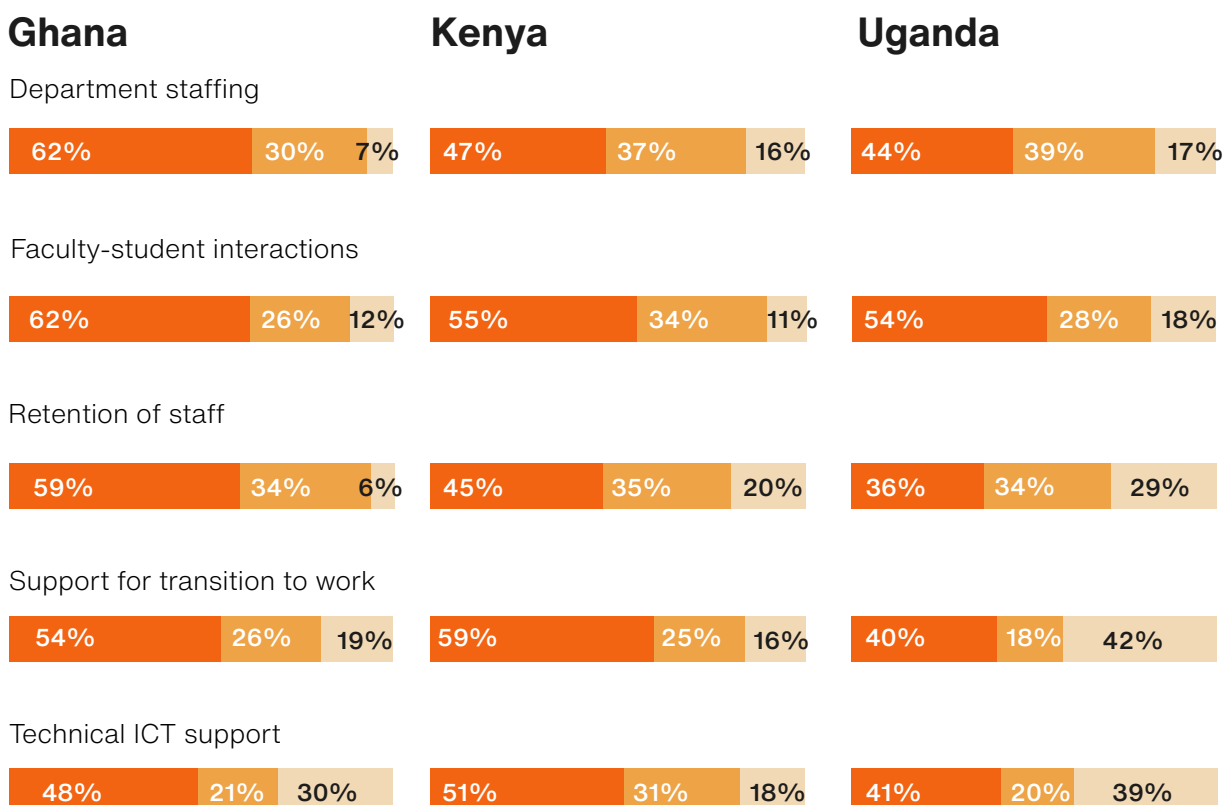 Ghana Kenya Uganda
Department staffing
62% 30% 7% 47% 37% 16% 44% 39% 17%
Faculty-student interactions
62% 26% 12% 55% 34% 11% 54% 28% 18%
Retention of staff
59% 34% 6% 45% 35% 20% 36% 34% 29%
Support for transition to work
54% 26% 19% 59% 25% 16% 40% 18% 42%
Technical ICT support
48% 21% 30% 51% 31% 18% 41% 20% 39%